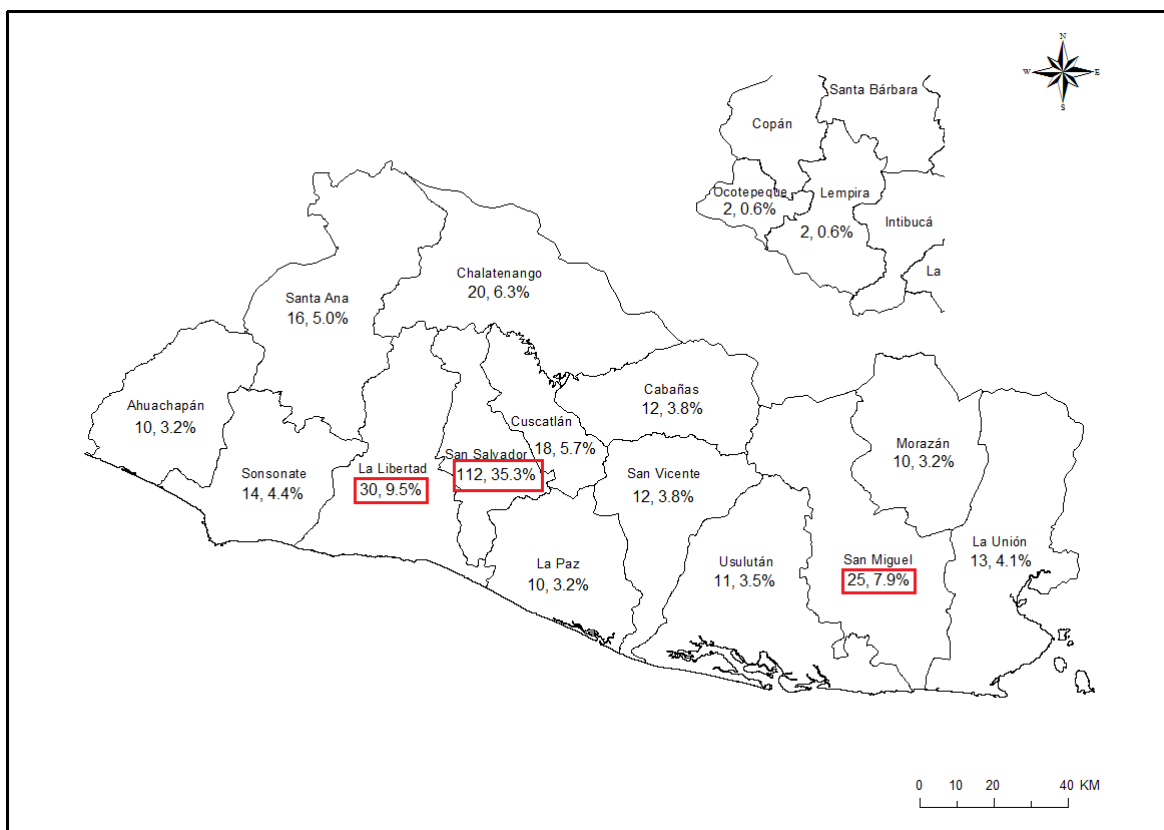 N
W E
S
Santa Bárbara
Copán
Ocotepeque
2, 0.6%
Lempira
2, 0.6%
Intibucá
La
Chalatenango
20, 6.3%
Santa Ana
16, 5.0%
Ahuachapán
10, 3.2%
Sonsonate
14, 4.4%
La Libertad
30, 9.5%
San Salvador
112, 35.3%
Cuscatlán
18, 5.7%
Cabañas
12, 3.8%
San Vicente
12, 3.8%
La Paz
10, 3.2%
Usulután
11, 3.5%
San Miguel
25, 7.9%
Morazán
10, 3.2%
La Unión
13, 4.1%
0 10 20 40 KM